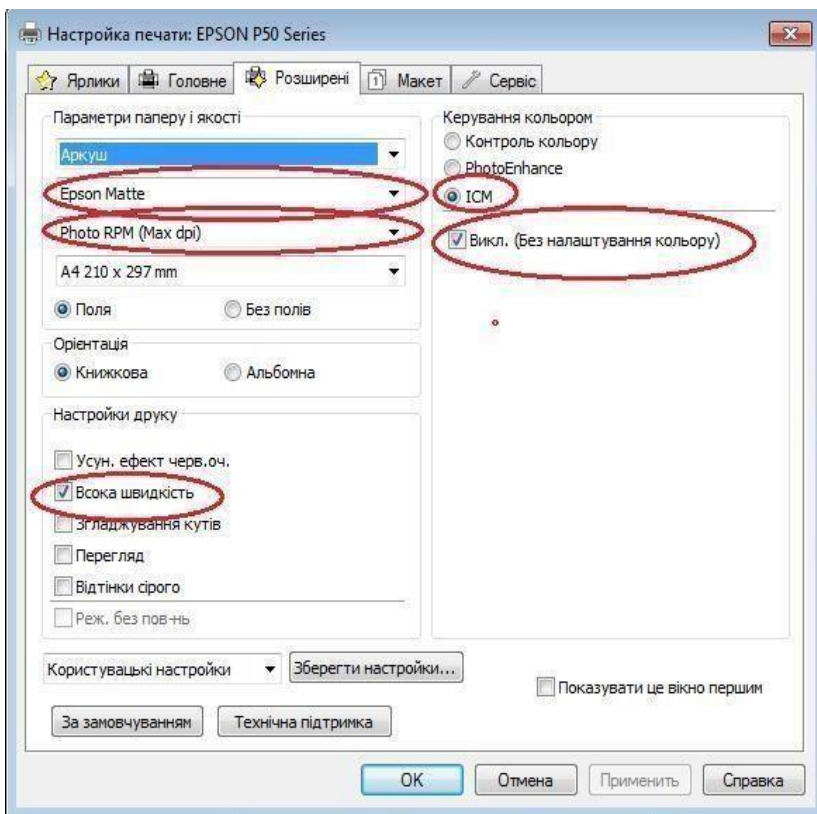 Настройка печати: EPSON P50 Series
Ярлики Головне Розширені Макет Сервіс
Параметри паперу і якості
Аркуш
Epson Matte
Photo RPM (Max dpi)
A4 210 x 297 mm
Поля Без полів
Орієнтація
Книжкова Альбомна
Настройки друку
Усун. ефект черв.оч.
Всока швидкість
Згладжування кутів
Перегляд
Відтінки сірого
Реж. без пов-нь
Керування кольором
Контроль кольору
PhotoEnhance
ICM
Викл. (Без налаштування кольору)
Користувацькі настройки Зберегти настройки...
Показувати це вікно першим
За замовчуванням Технічна підтримка
OK Отмена Применить Справка